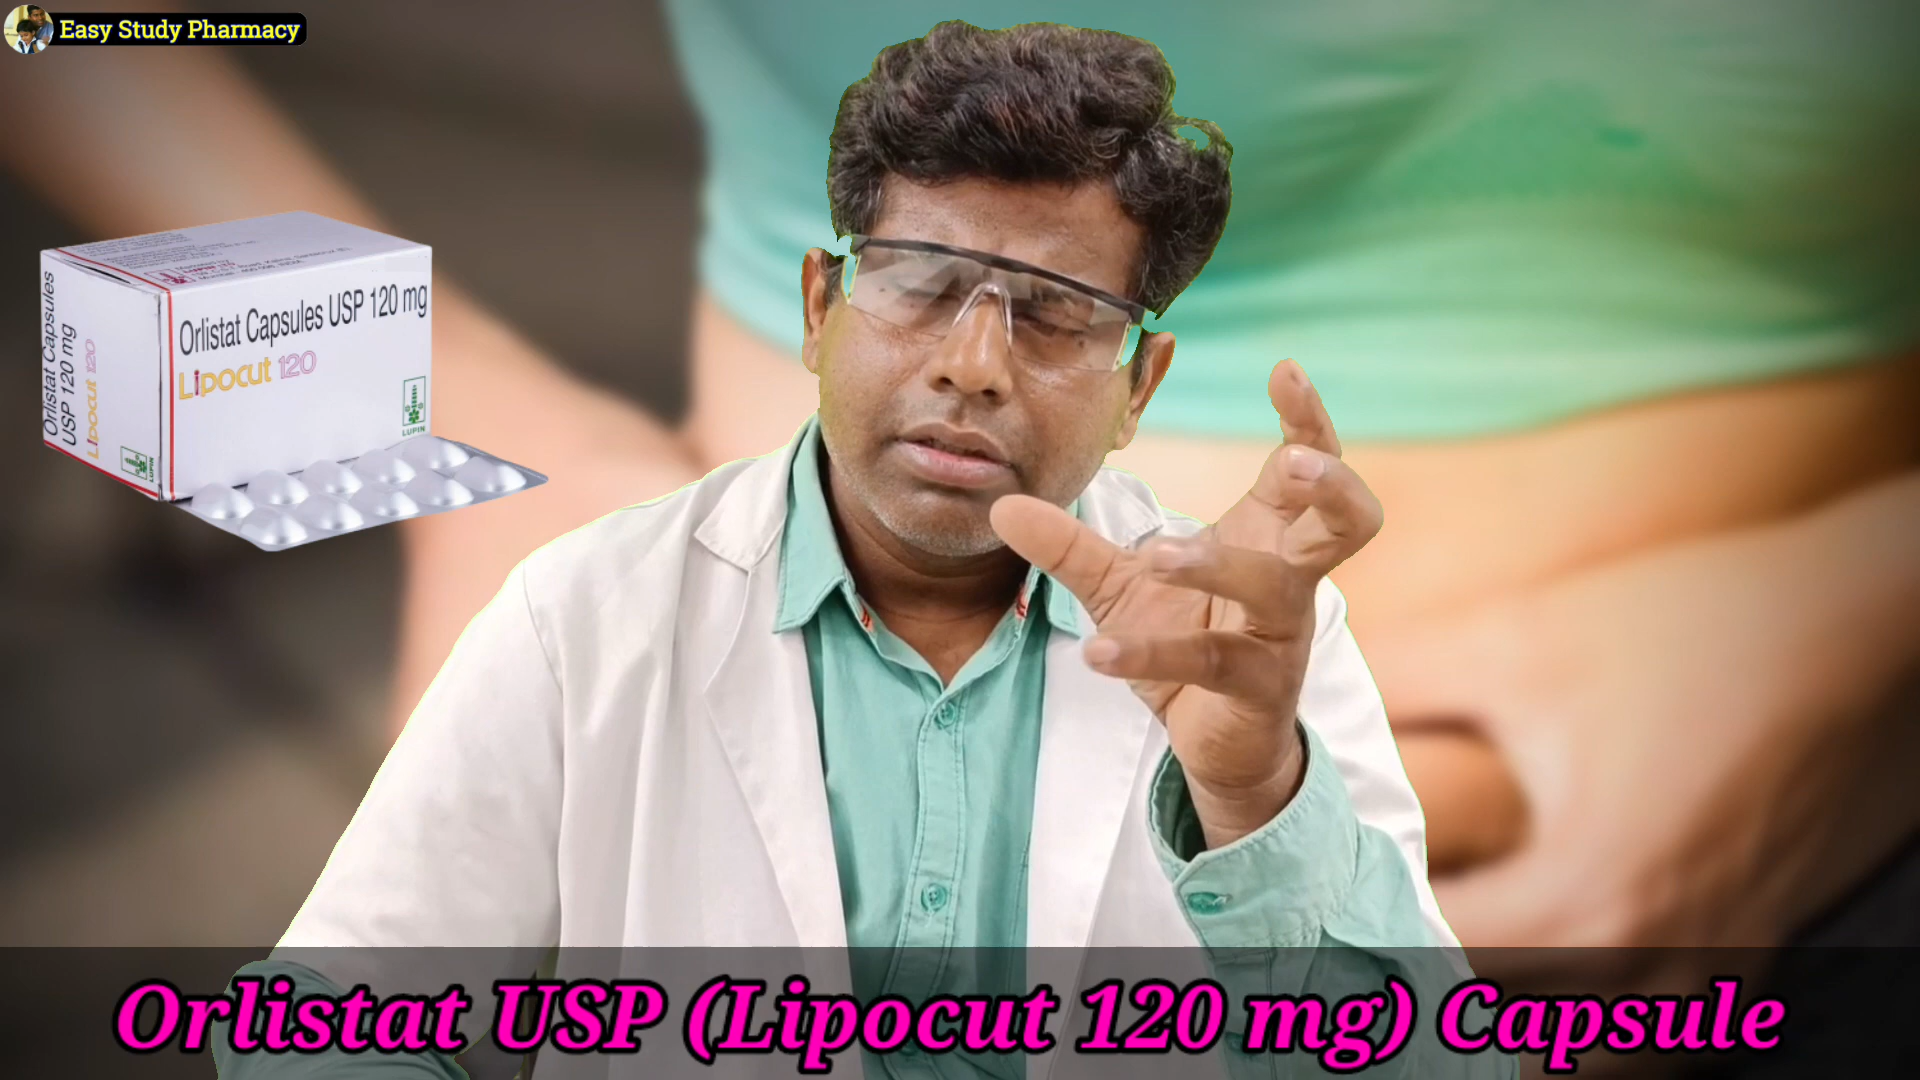 Easy Study Pharmacy
Orlistat Capsules USP 120 mg
Lipocut 120
LUPIN
Orlistat Capsules
USP 120 mg
Lipocut 120
LUPIN
Orlistat USP (Lipocut 120 mg) Capsule